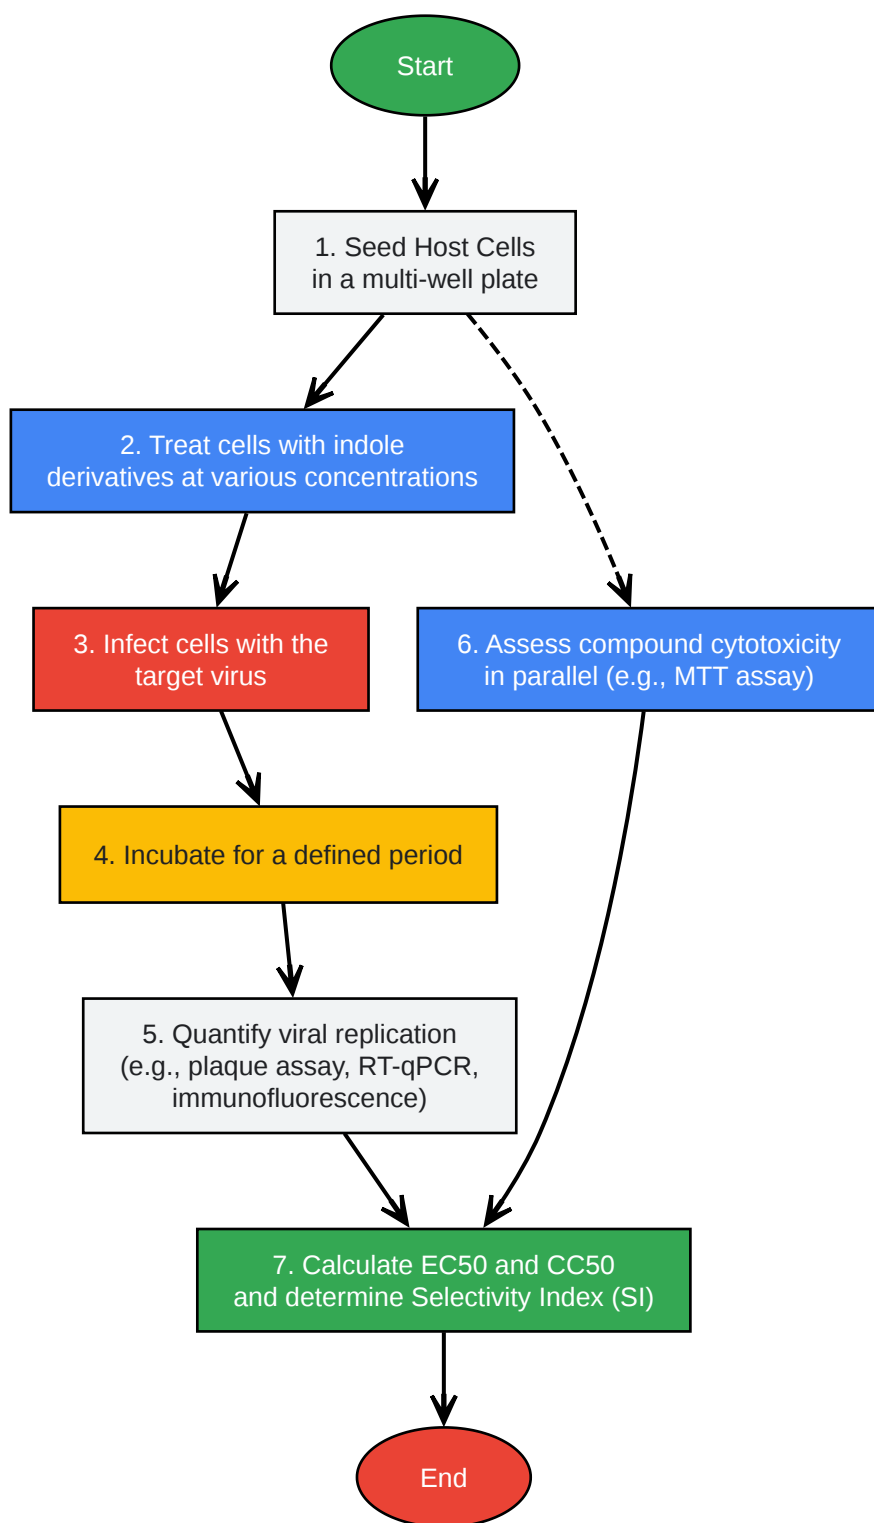 Start
1. Seed Host Cells
in a multi-well plate
2. Treat cells with indole
derivatives at various concentrations
3. Infect cells with the
target virus
6. Assess compound cytotoxicity
in parallel (e.g., MTT assay)
4. Incubate for a defined period
5. Quantify viral replication
(e.g., plaque assay, RT-qPCR,
immunofluorescence)
7. Calculate EC50 and CC50
and determine Selectivity Index (SI)
End